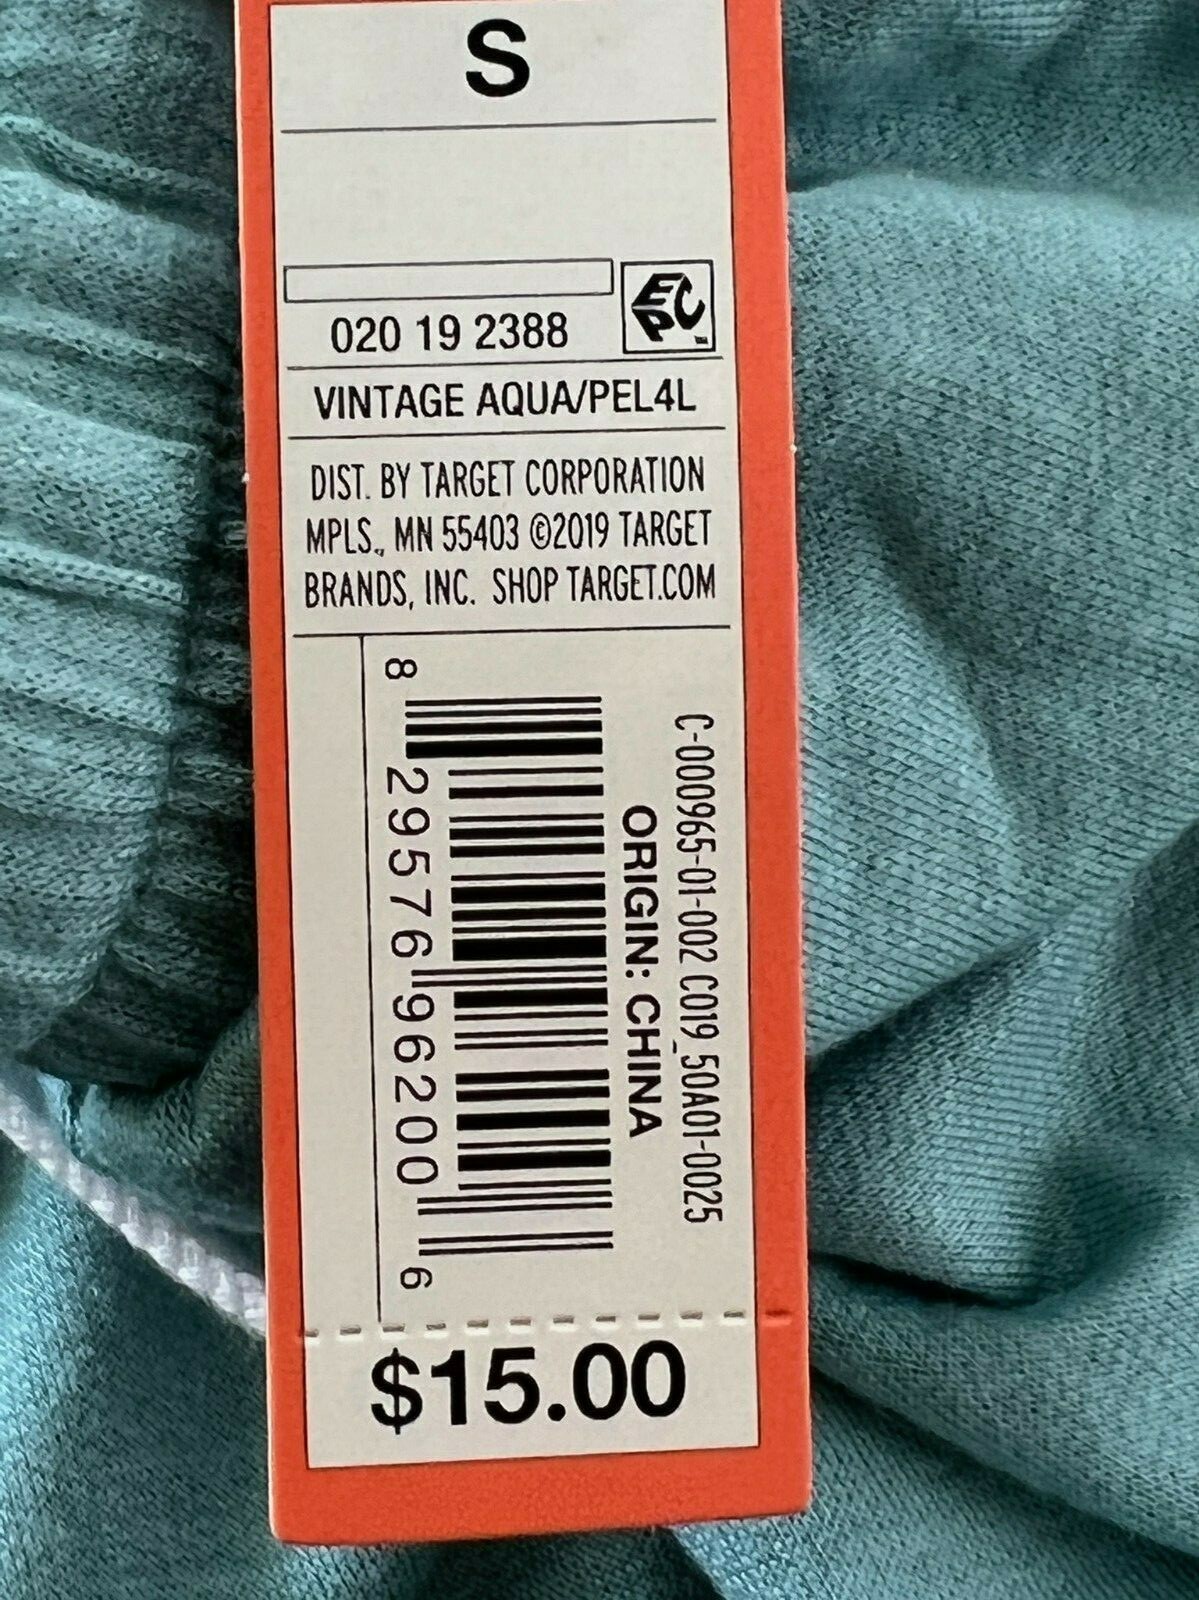 S
020 19 2388
EPC™
VINTAGE AQUA/PEL4L
DIST. BY TARGET CORPORATION
MPLS., MN 55403 ©2019 TARGET
BRANDS, INC. SHOP TARGET.COM
C-000965-01-002 C019_50A01-0025
ORIGIN: CHINA
8 29576 96200 6
$15.00